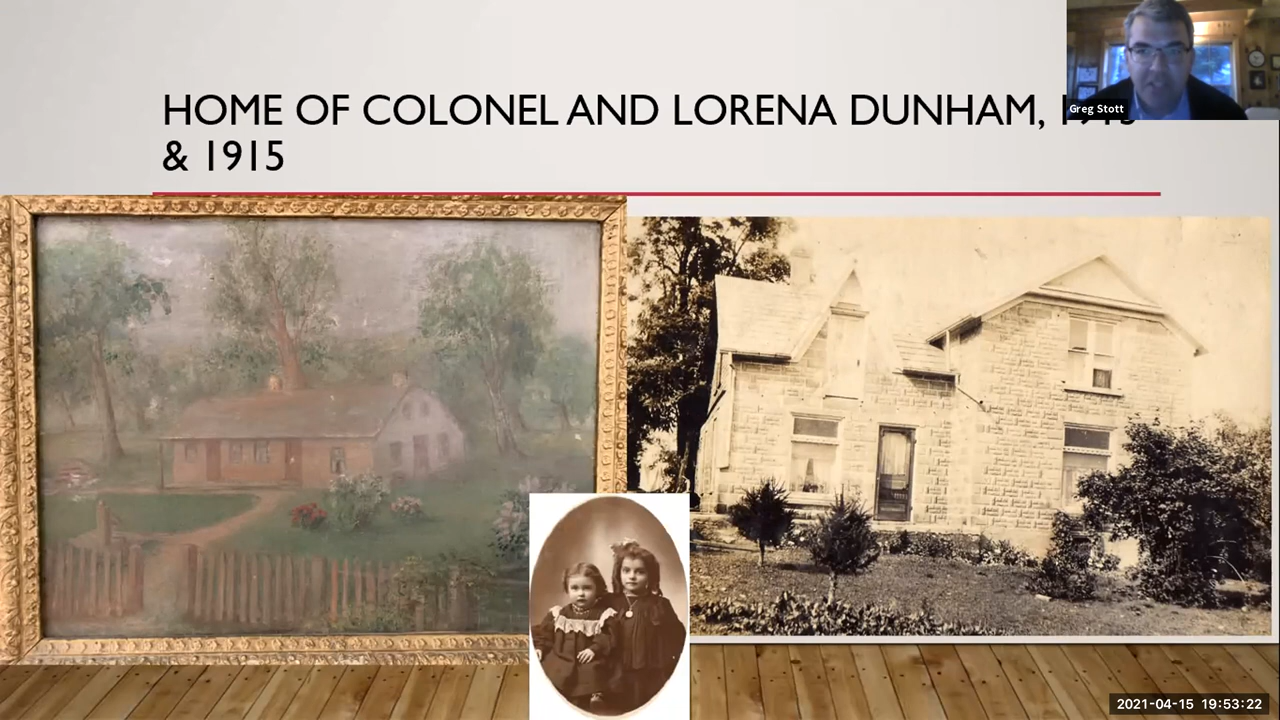 HOME OF COLONEL AND LORENA DUNHAM,
& 1915
Greg Stott
2021-04-15 19:53:22